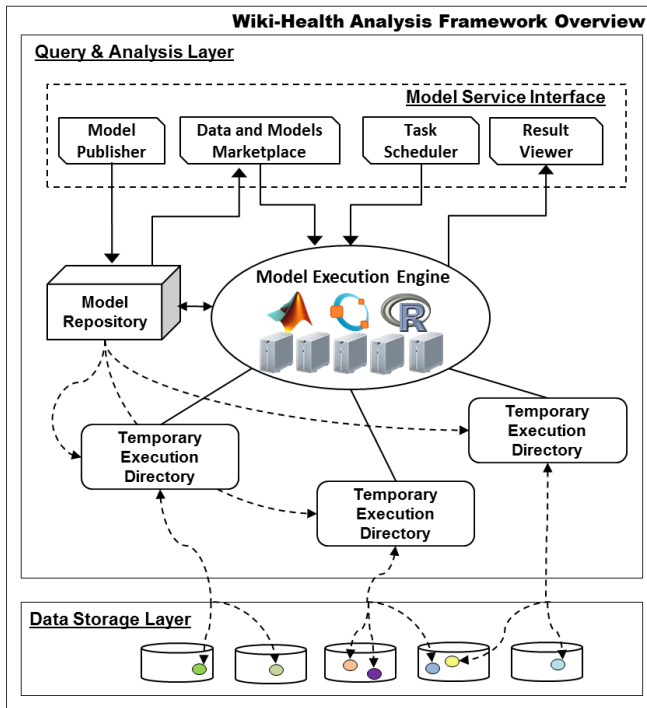 Wiki-Health Analysis Framework Overview
Query & Analysis Layer
Model Service Interface
Model
Publisher
Data and Models
Marketplace
Task
Scheduler
Result
Viewer
Model Execution Engine
R
Model
Repository
Temporary
Execution
Directory
Temporary
Execution
Directory
Temporary
Execution
Directory
Data Storage Layer